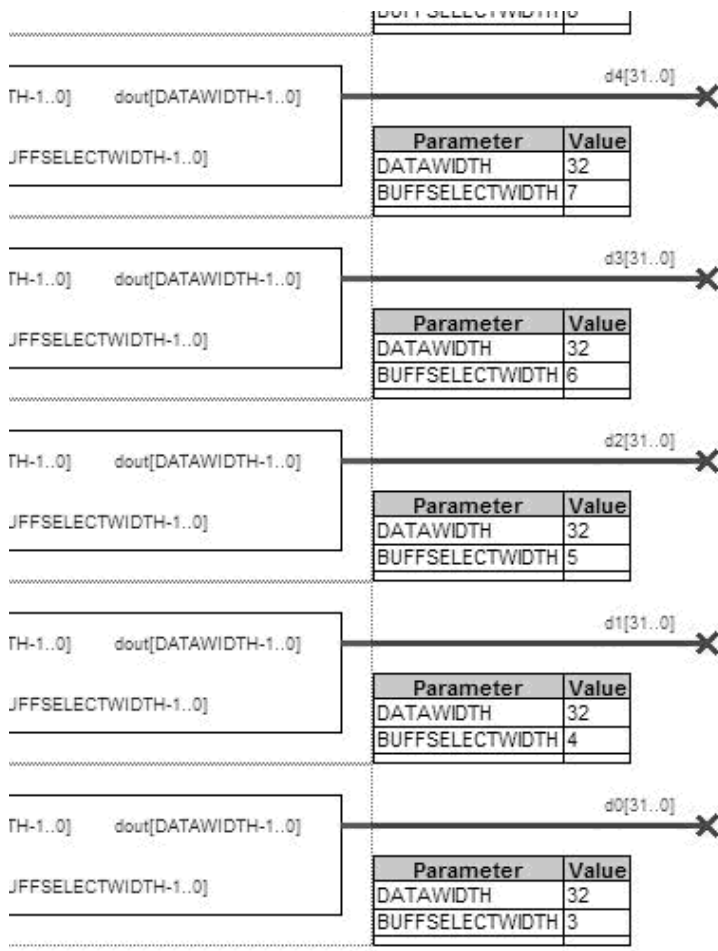 BUFFSELECTWIDTH 8
d4[31..0]
TH-1..0] dout[DATAWIDTH-1..0]
Parameter Value
UFFSELECTWIDTH-1..0]
DATAWIDTH 32
BUFFSELECTWIDTH 7
d3[31..0]
TH-1..0] dout[DATAWIDTH-1..0]
Parameter Value
UFFSELECTWIDTH-1..0]
DATAWIDTH 32
BUFFSELECTWIDTH 6
d2[31..0]
TH-1..0] dout[DATAWIDTH-1..0]
Parameter Value
UFFSELECTWIDTH-1..0]
DATAWIDTH 32
BUFFSELECTWIDTH 5
d1[31..0]
TH-1..0] dout[DATAWIDTH-1..0]
Parameter Value
UFFSELECTWIDTH-1..0]
DATAWIDTH 32
BUFFSELECTWIDTH 4
d0[31..0]
TH-1..0] dout[DATAWIDTH-1..0]
Parameter Value
UFFSELECTWIDTH-1..0]
DATAWIDTH 32
BUFFSELECTWIDTH 3